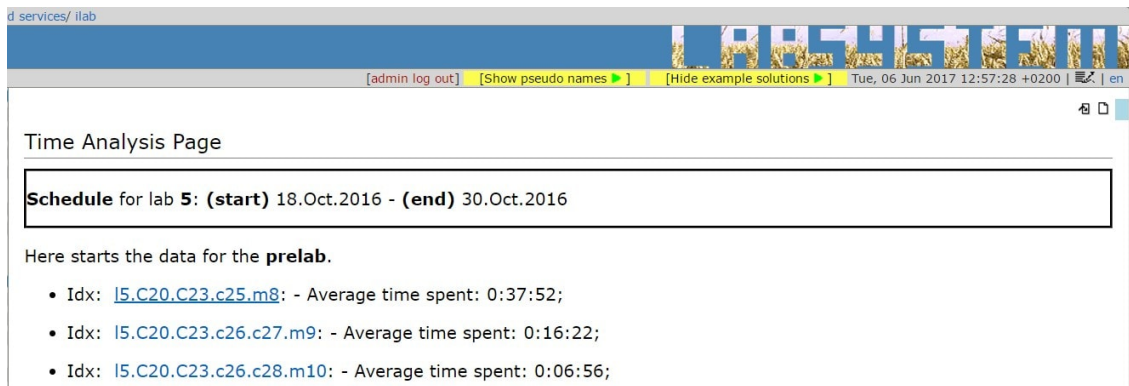 d services/ ilab
LABSYSTEM
[admin log out] [Show pseudo names ] [Hide example solutions ] Tue, 06 Jun 2017 12:57:28 +0200 | | en
Time Analysis Page
Schedule for lab 5: (start) 18.Oct.2016 - (end) 30.Oct.2016
Here starts the data for the prelab.
• Idx: l5.C20.C23.c25.m8: - Average time spent: 0:37:52;
• Idx: l5.C20.C23.c26.c27.m9: - Average time spent: 0:16:22;
• Idx: l5.C20.C23.c26.c28.m10: - Average time spent: 0:06:56;